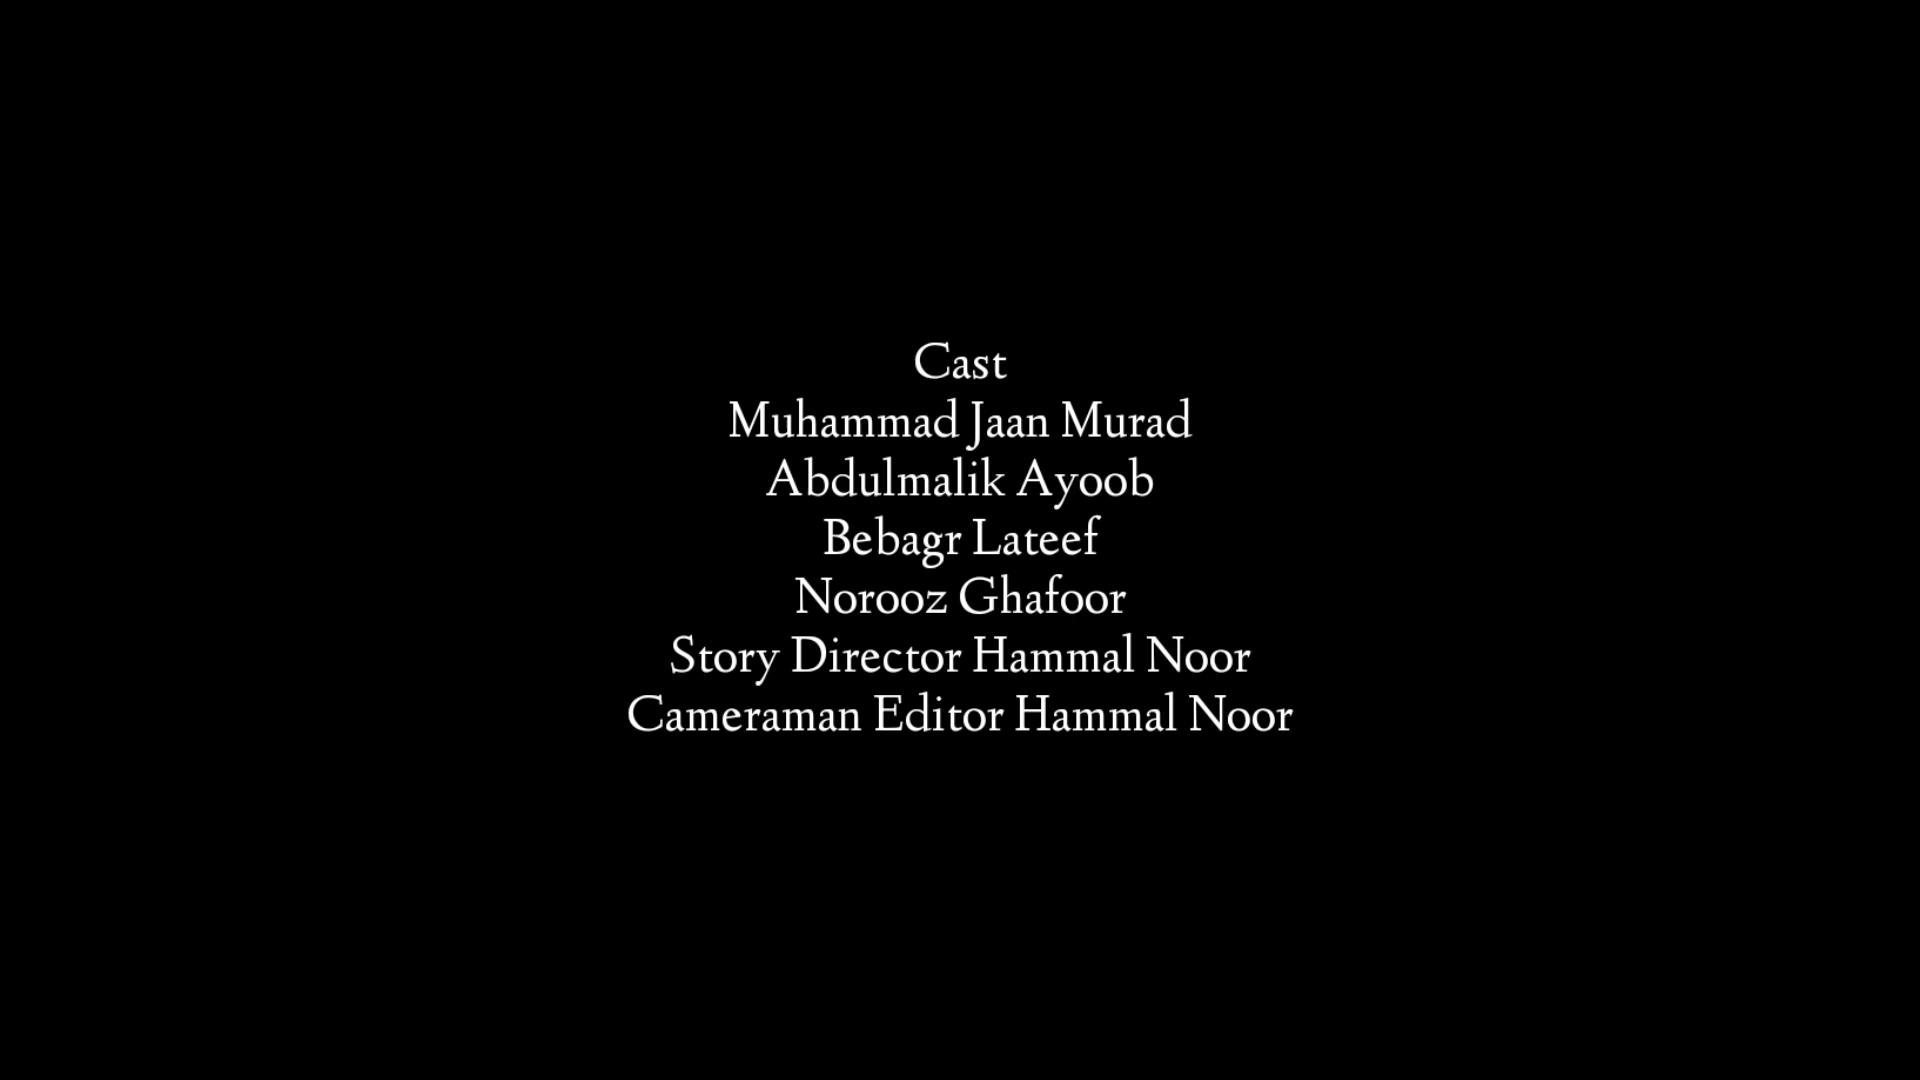 Cast
Muhammad Jaan Murad
Abdulmalik Ayoob
Bebagr Lateef
Norooz Ghafoor
Story Director Hammal Noor
Cameraman Editor Hammal Noor